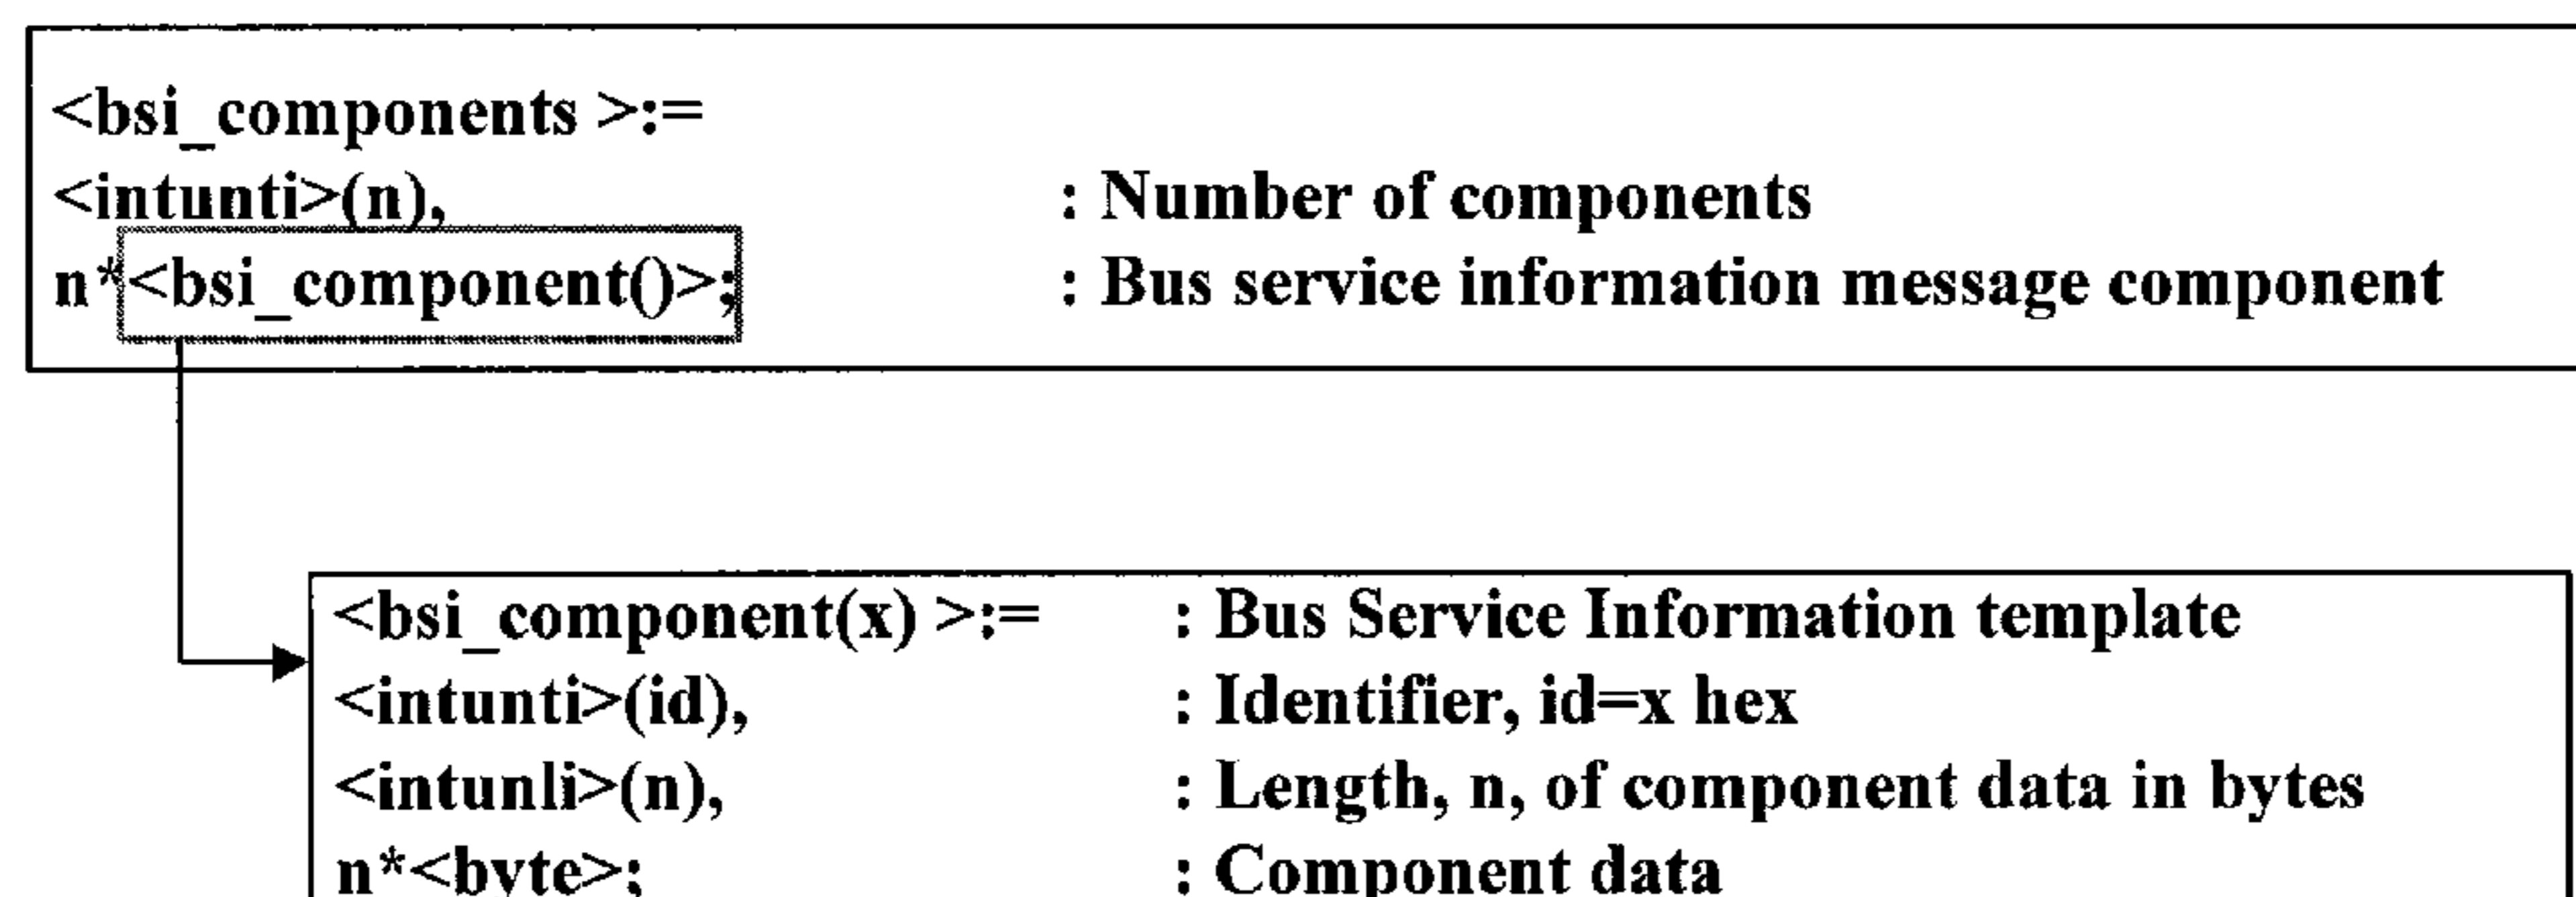 <bsi_components >:=
<intunti>(n), : Number of components
n*<bsi_component()>; : Bus service information message component
<bsi_component(x) >:= : Bus Service Information template
<intunti>(id), : Identifier, id=x hex
<intunli>(n), : Length, n, of component data in bytes
n*<byte>; : Component data